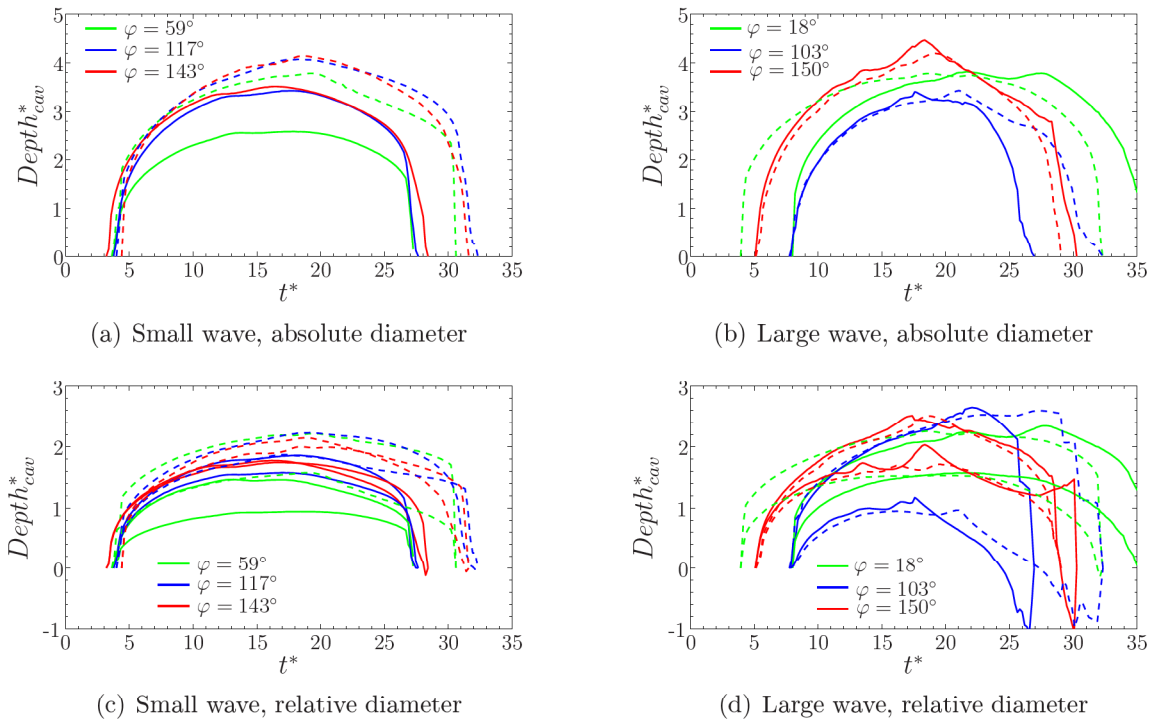 5
4
3
2
1
0
Depth*cav
φ = 59°
φ = 117°
φ = 143°
0 5 10 15 20 25 30 35
t*
(a) Small wave, absolute diameter
5
4
3
2
1
0
Depth*cav
φ = 18°
φ = 103°
φ = 150°
0 5 10 15 20 25 30 35
t*
(b) Large wave, absolute diameter
3
2
1
0
-1
Depth*cav
φ = 59°
φ = 117°
φ = 143°
0 5 10 15 20 25 30 35
t*
(c) Small wave, relative diameter
3
2
1
0
-1
Depth*cav
φ = 18°
φ = 103°
φ = 150°
0 5 10 15 20 25 30 35
t*
(d) Large wave, relative diameter